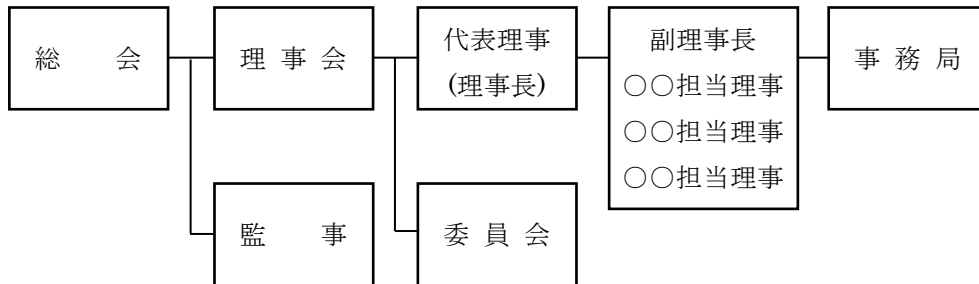 総 会
理 事 会
代表理事
(理事長)
副理事長
○○担当理事
○○担当理事
○○担当理事
事 務 局
監 事
委 員 会